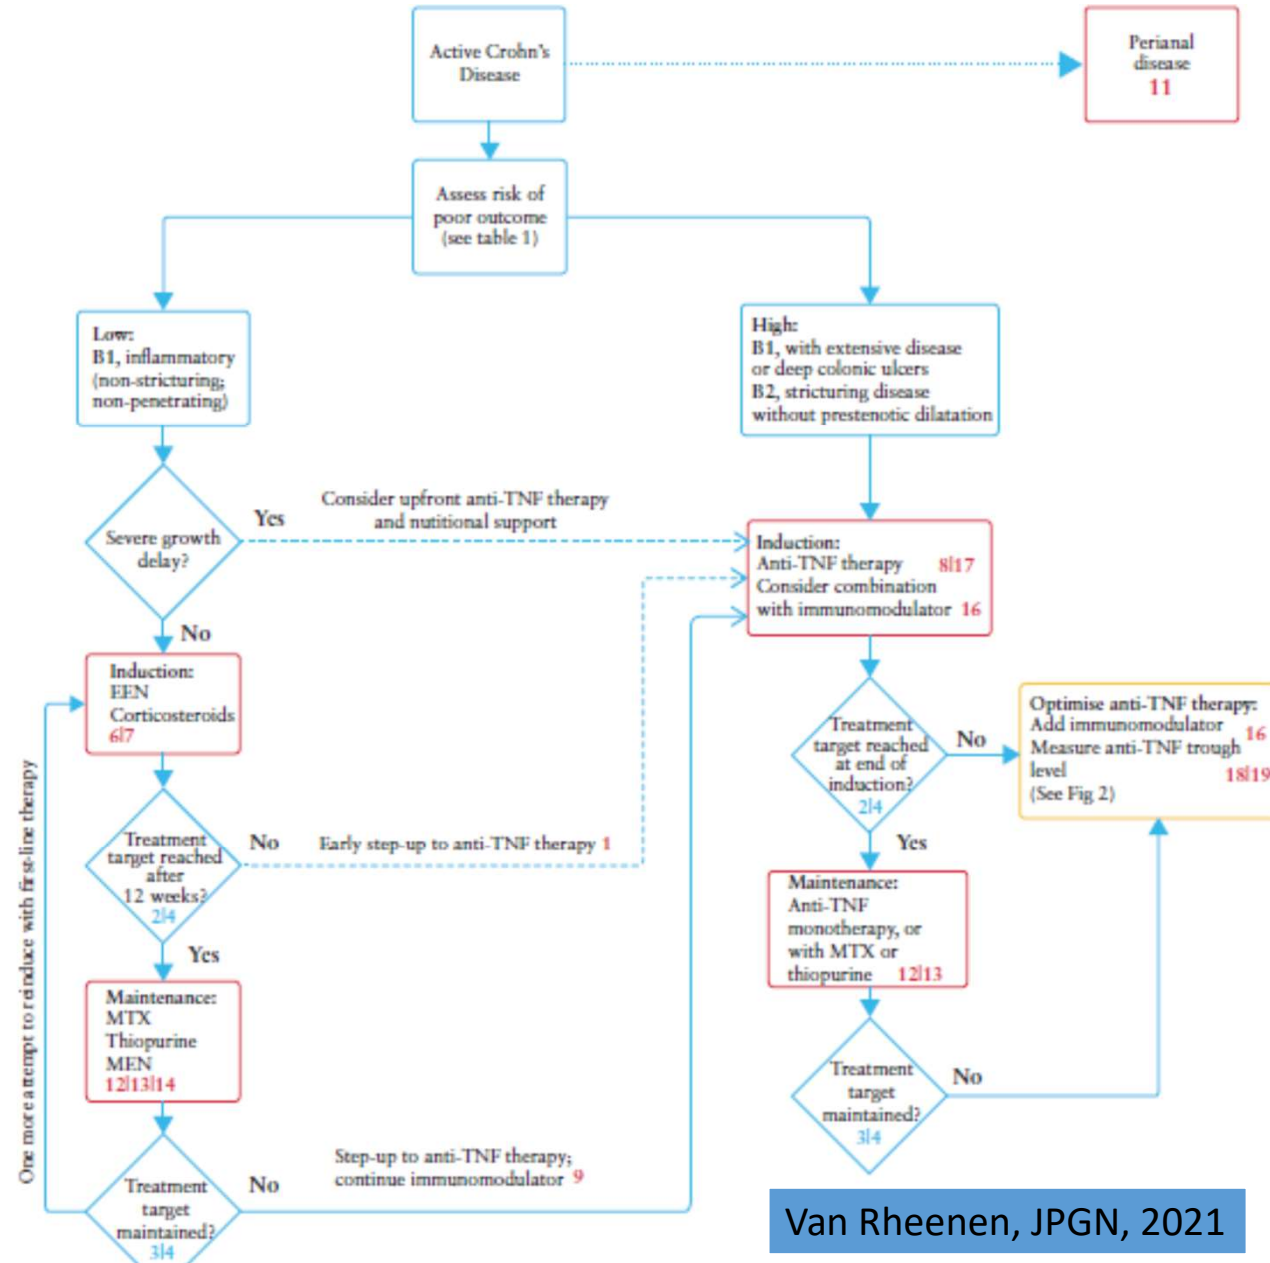 Active Crohn's
Disease
Perianal
disease
11
Assess risk of
poor outcome
(see table 1)
Low:
B1, inflammatory
(non-stricturing;
non-penetrating)
High:
B1, with extensive disease
or deep colonic ulcers
B2, stricturing disease
without prestenotic dilatation
Severe growth
delay?
Yes
Consider upfront anti-TNF therapy
and nutitional support
No
Induction:
Anti-TNF therapy 8|17
Consider combination
with immunomodulator 16
Induction:
EEN
Corticosteroids
6|7
Treatment
target reached
at end of
induction?
2|4
No
Optimise anti-TNF therapy:
Add immunomodulator 16
Measure anti-TNF trough
level 18|19
(See Fig 2)
Treatment
target reached
after
12 weeks?
2|4
No
Early step-up to anti-TNF therapy 1
Yes
Maintenance:
Anti-TNF
monotherapy, or
with MTX or
thiopurine 12|13
Yes
Maintenance:
MTX
Thiopurine
MEN
12|13|14
Treatment
target
maintained?
3|4
No
One more attempt to reinduce with first-line therapy
Treatment
target
maintained?
3|4
No
Step-up to anti-TNF therapy;
continue immunomodulator 9
Van Rheenen, JPGN, 2021